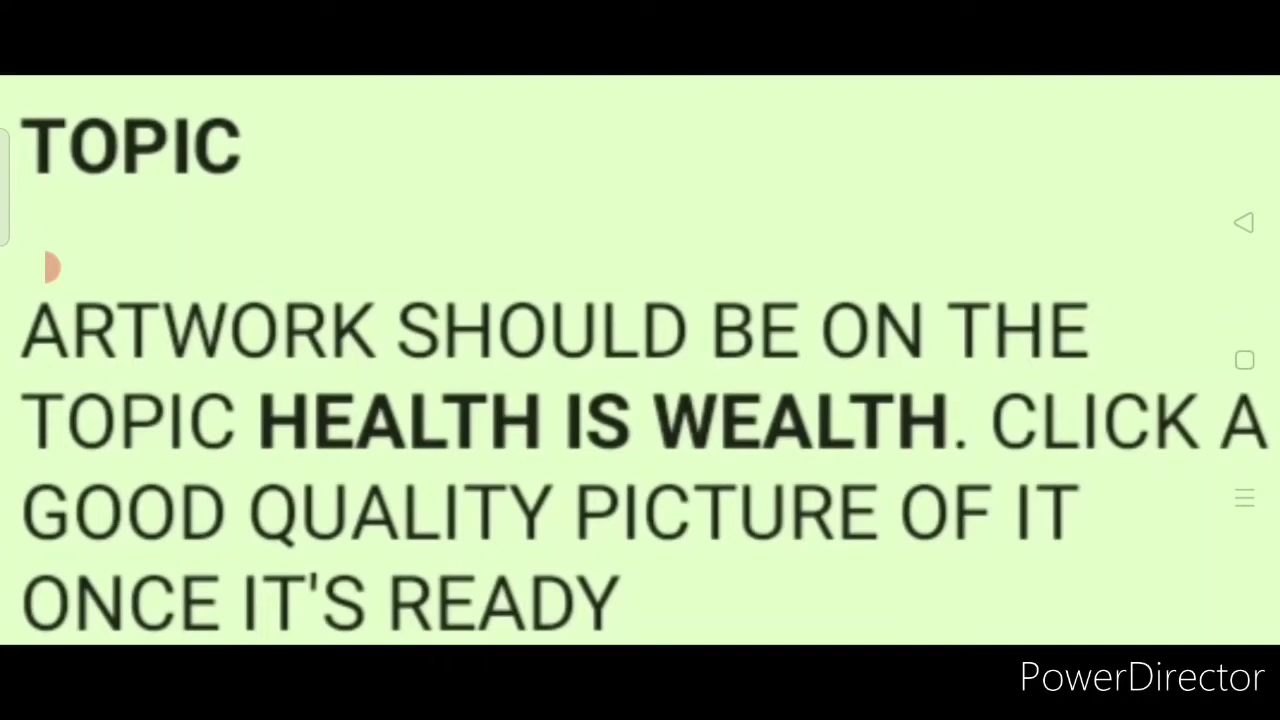 TOPIC
ARTWORK SHOULD BE ON THE
TOPIC HEALTH IS WEALTH. CLICK A
GOOD QUALITY PICTURE OF IT
ONCE IT'S READY
PowerDirector